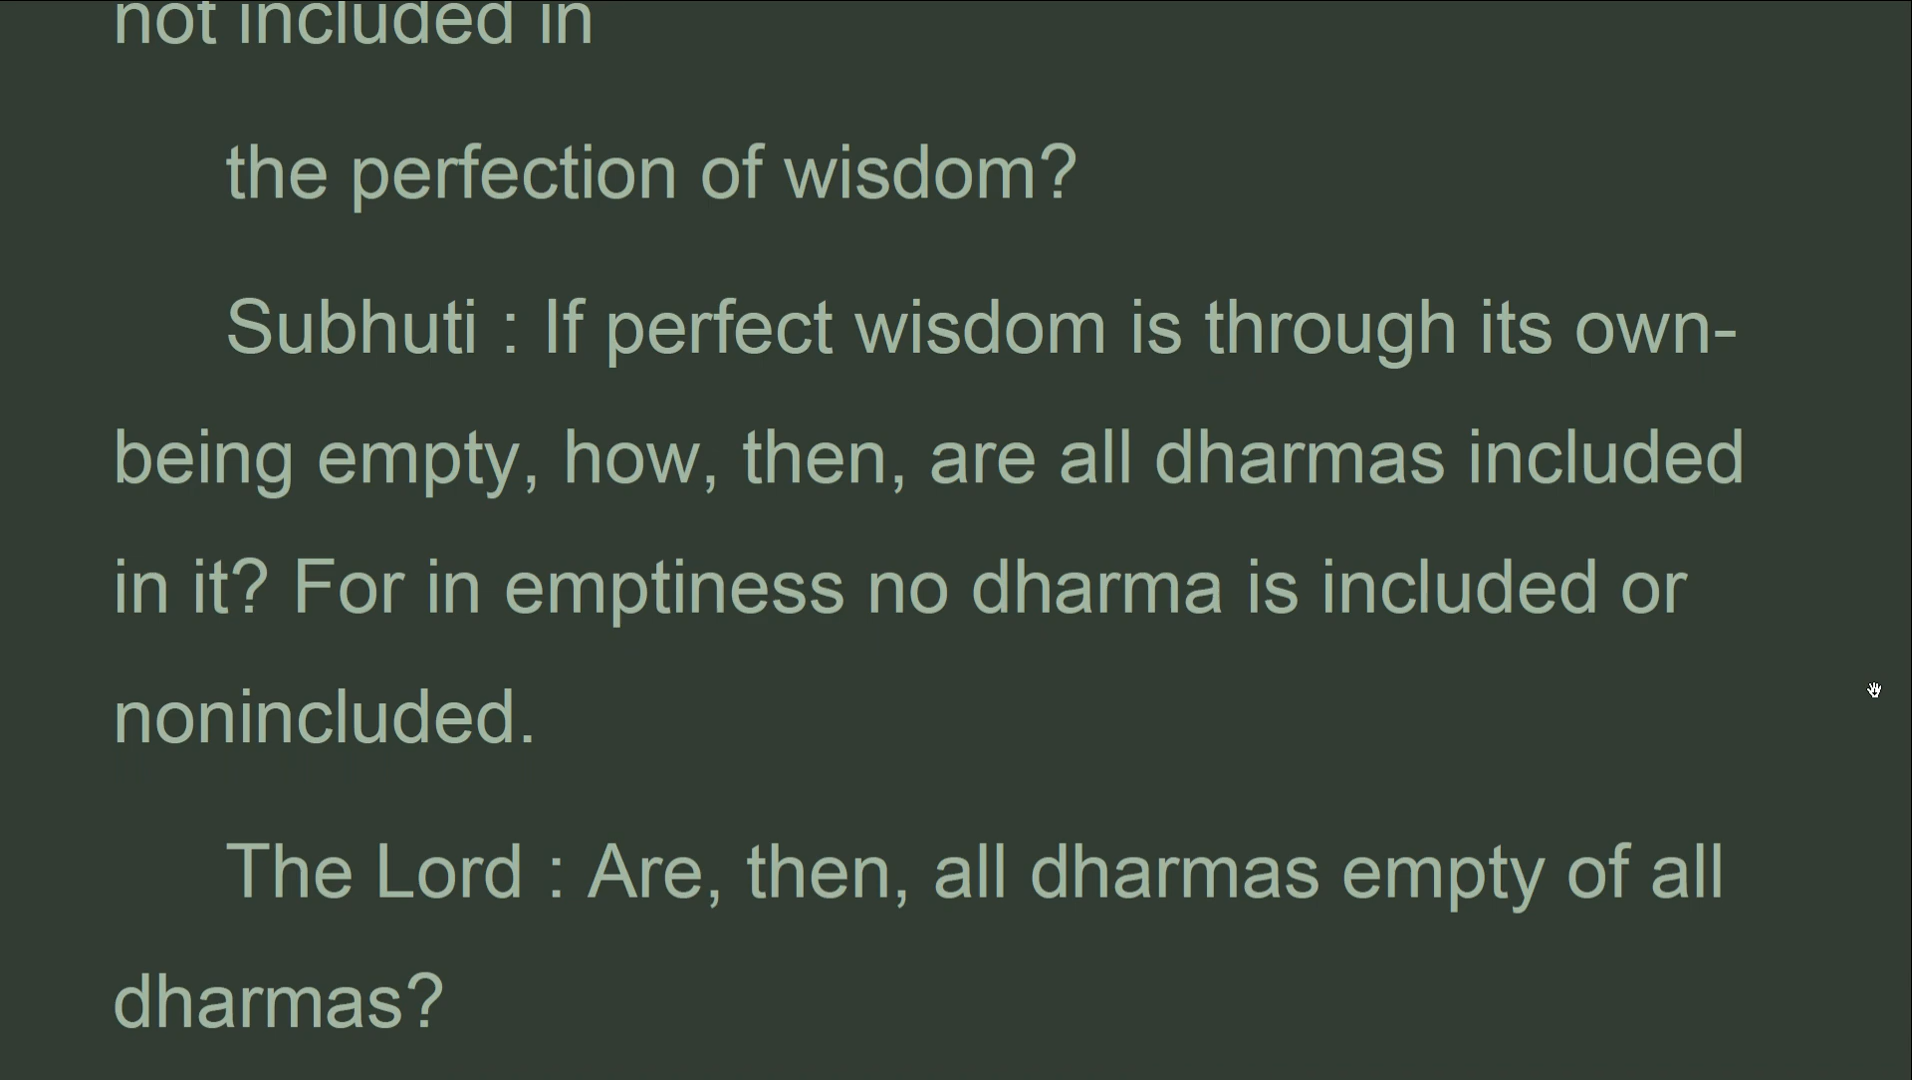 not included in
the perfection of wisdom?
Subhuti : If perfect wisdom is through its own-
being empty, how, then, are all dharmas included
in it? For in emptiness no dharma is included or
nonincluded.
The Lord : Are, then, all dharmas empty of all
dharmas?